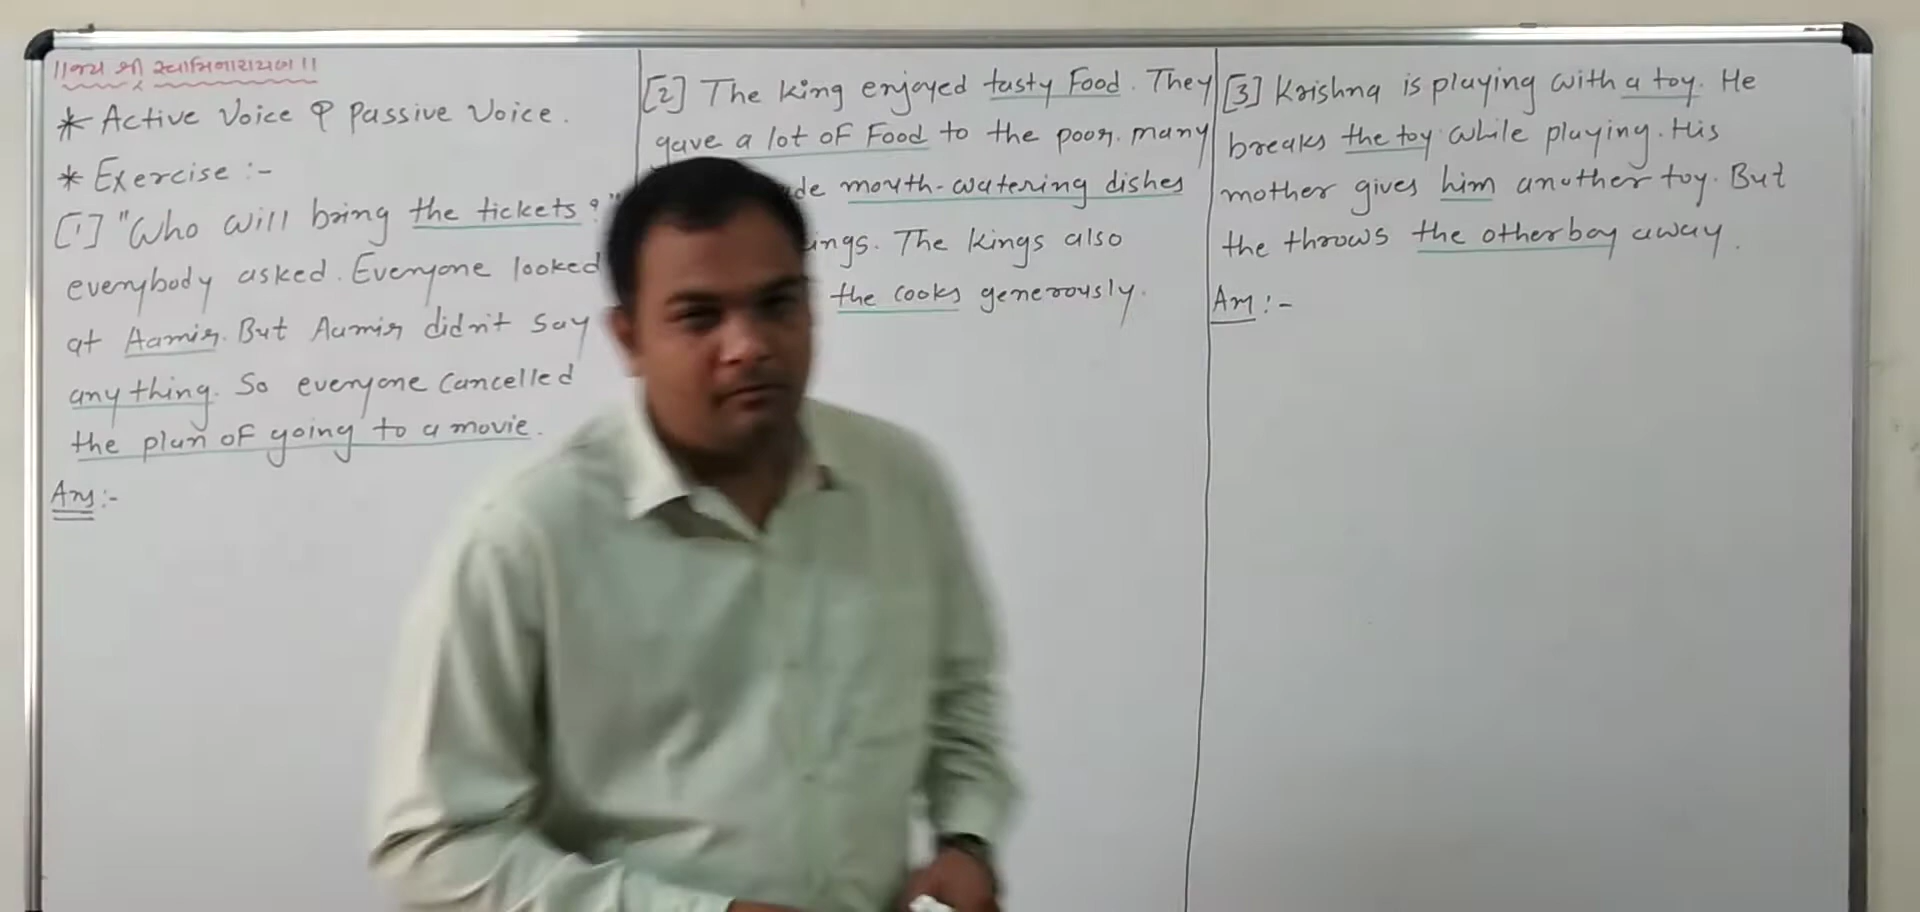 ||જય શ્રી સ્વામિનારાયણ||
* Active Voice & Passive Voice.
* Exercise :-
[1] "Who will bring the tickets ?"
everybody asked. Everyone looked
at Aamir. But Aamir didn't say
any thing. So everyone cancelled
the plan of going to a movie.
Ans:-
[2] The king enjoyed tasty Food. They
gave a lot of Food to the poor. many
mouth-watering dishes
The kings also
the cooks generously.
[3] Krishna is playing with a toy. He
breaks the toy while playing. His
mother gives him another toy. But
the throws the other boy away.
Ans :-